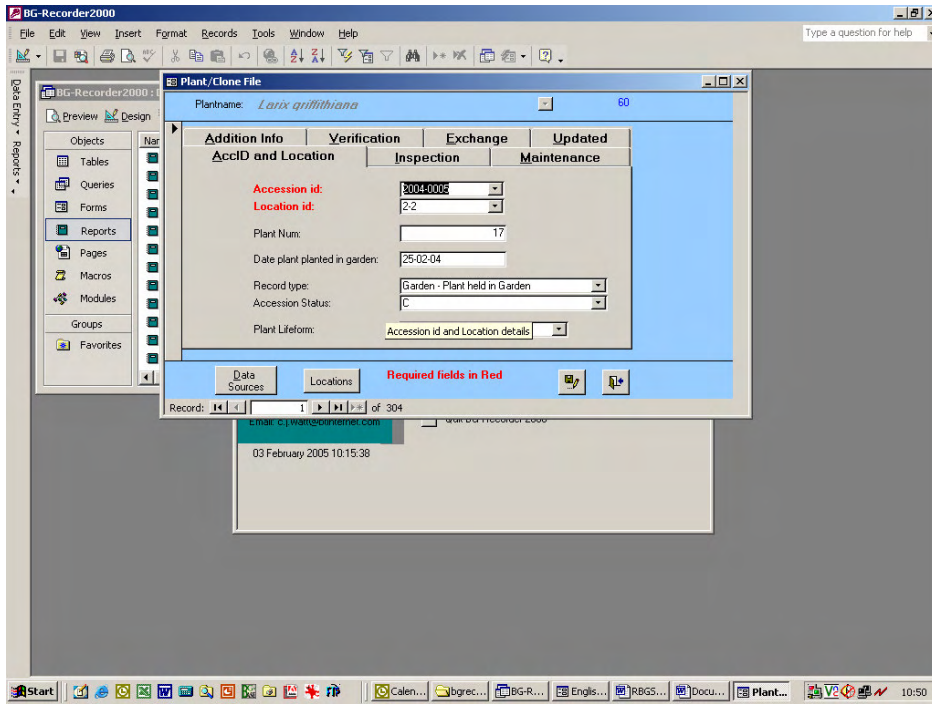 BG-Recorder2000
File Edit View Insert Format Records Tools Window Help
Type a question for help
Data Entry Reports
BG-Recorder2000 :
Preview Design
Objects
Tables
Queries
Forms
Reports
Pages
Macros
Modules
Groups
Favorites
Plant/Clone File
Plantname: Larix griffithiana 60
Addition Info Verification Exchange Updated
AccID and Location Inspection Maintenance
Accession id: 2004-0005
Location id: 2-2
Plant Num: 17
Date plant planted in garden: 25-02-04
Record type: Garden - Plant held in Garden
Accession Status: C
Plant Lifeform:
Accession id and Location details
Data Sources
Locations
Required fields in Red
Record: 1 of 304
03 February 2005 10:15:38
Start
Calen... bgrec... BG-R... Englis... RBGS... Docu... Plant...
V2
10:50